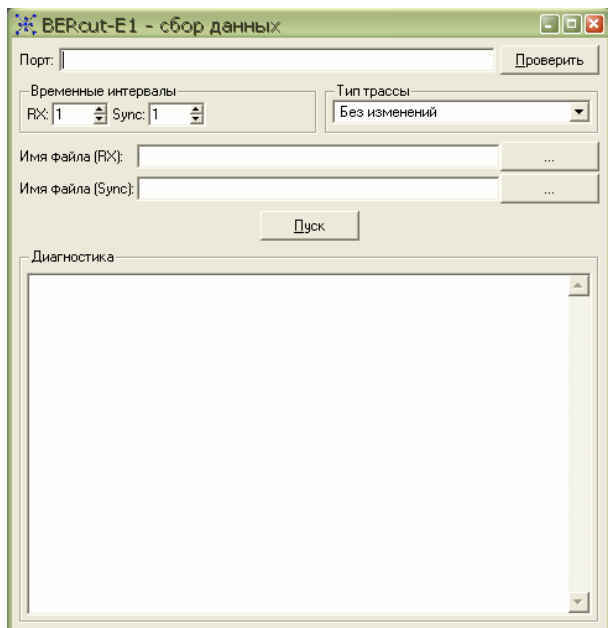 BERcut-E1 - сбор данных
Порт: Проверить
Временные интервалы Тип трассы
RX: 1 Sync: 1 Без изменений
Имя файла (RX): ...
Имя файла (Sync): ...
Пуск
Диагностика